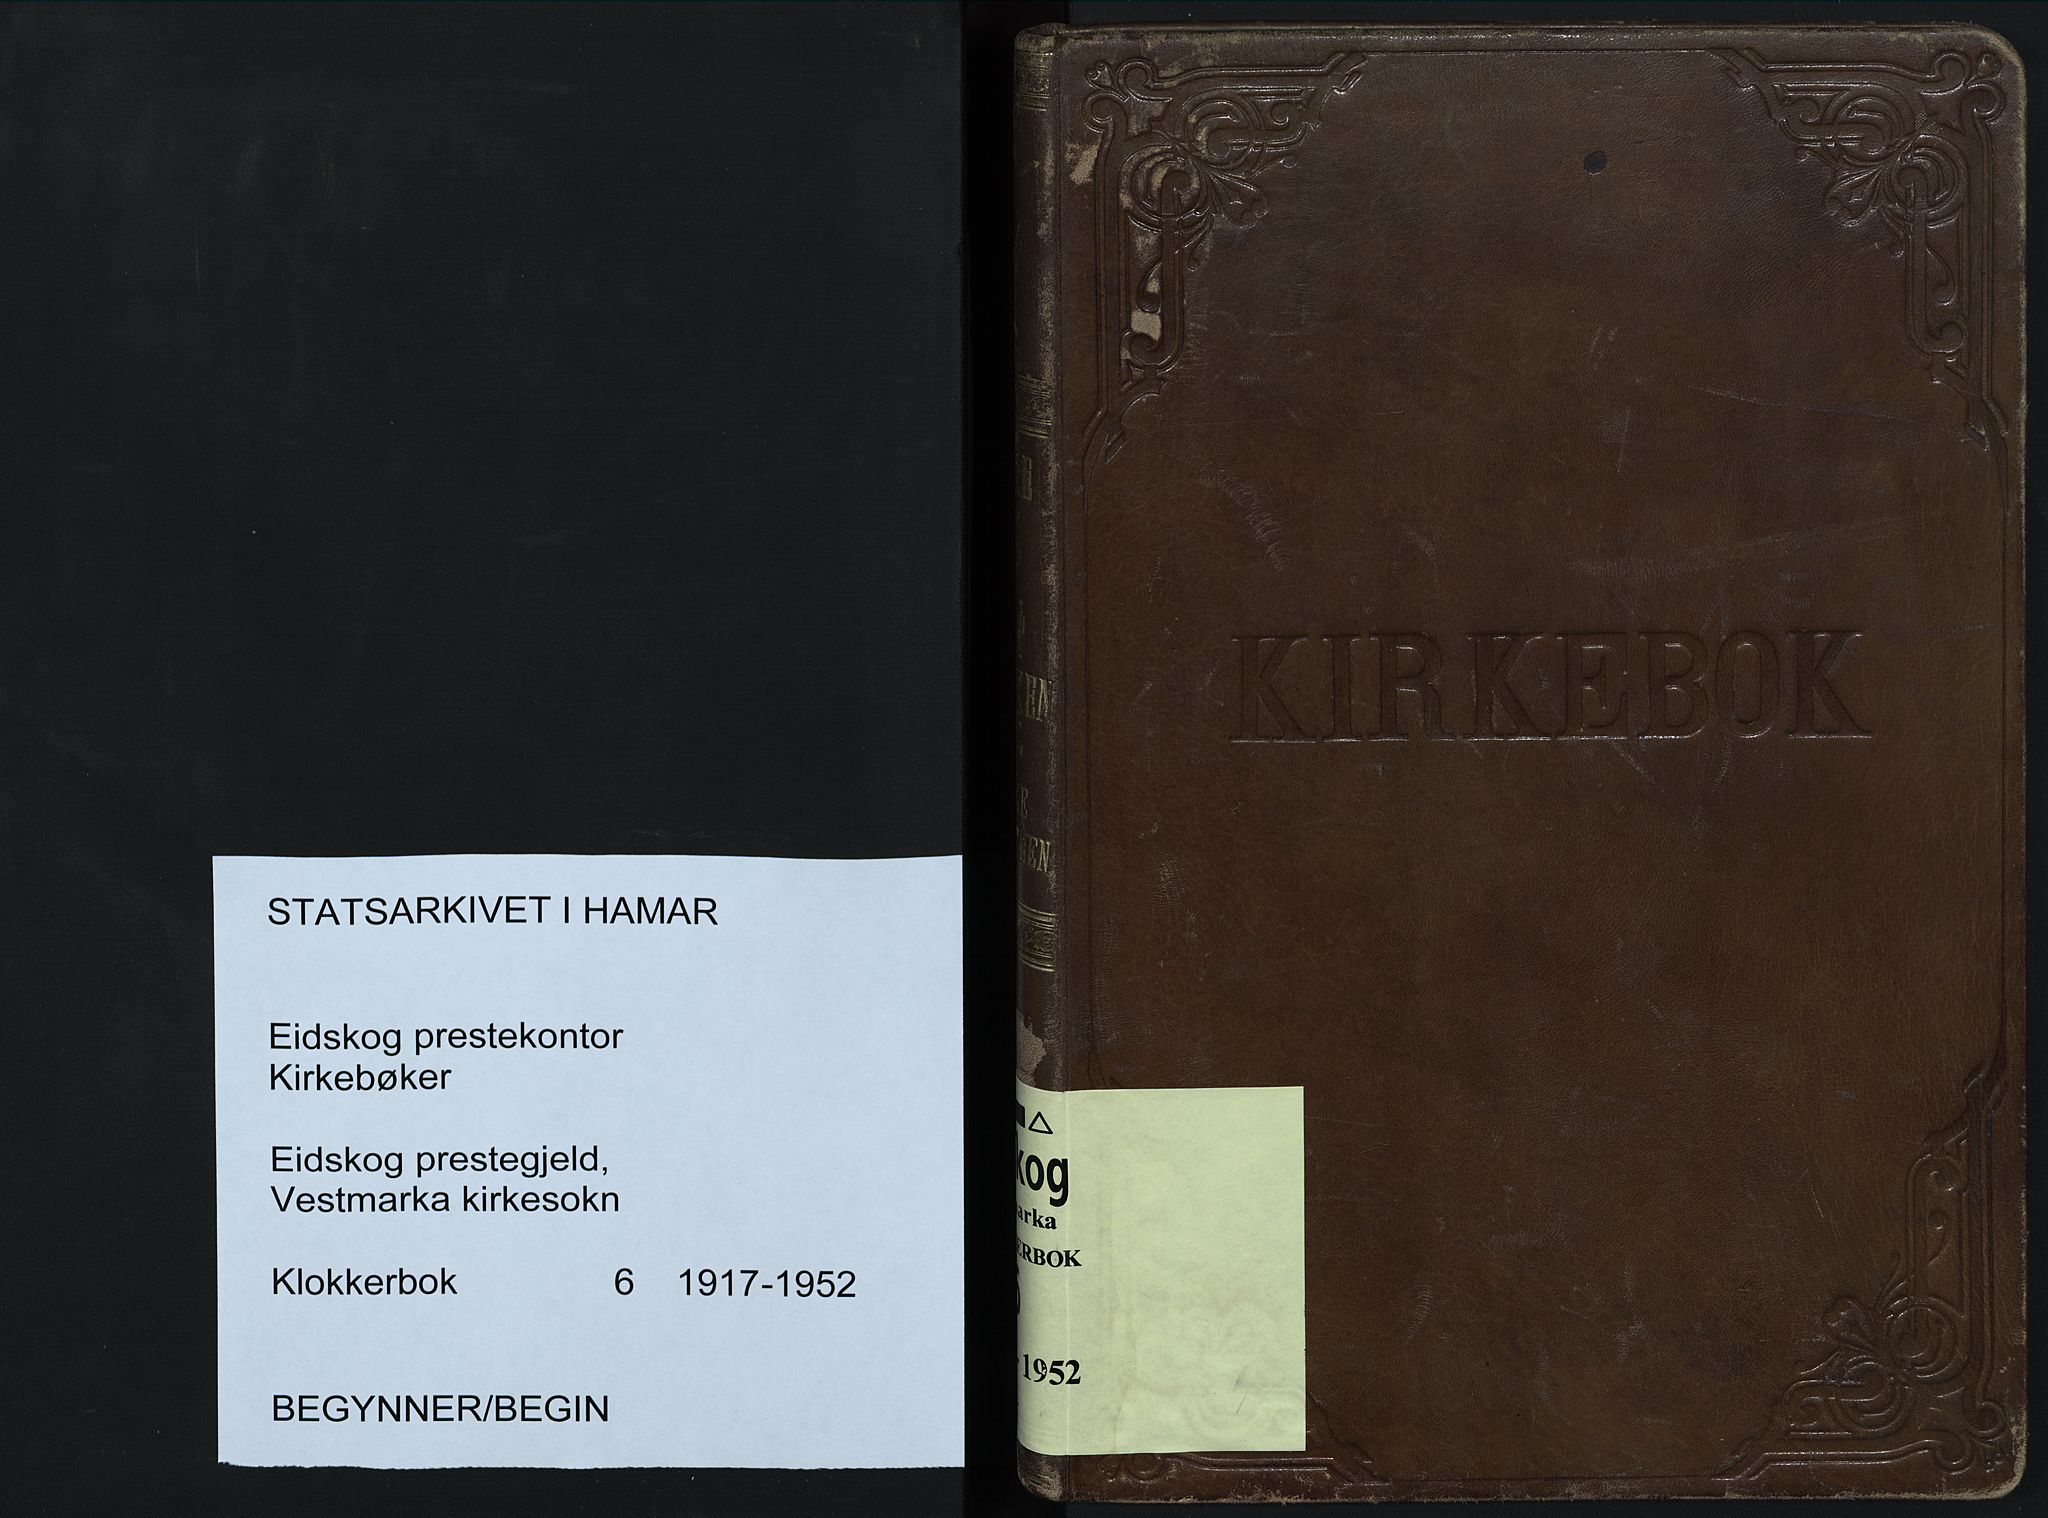 STATSARKIVET I HAMAR
Eidskog prestekontor
Kirkebøker
Eidskog prestegjeld,
Vestmarka kirkesokn
Klokkerbok 6 1917-1952
BEGYNNER/BEGIN
KIRKEBOK
kog
arka
ERBOK
1952